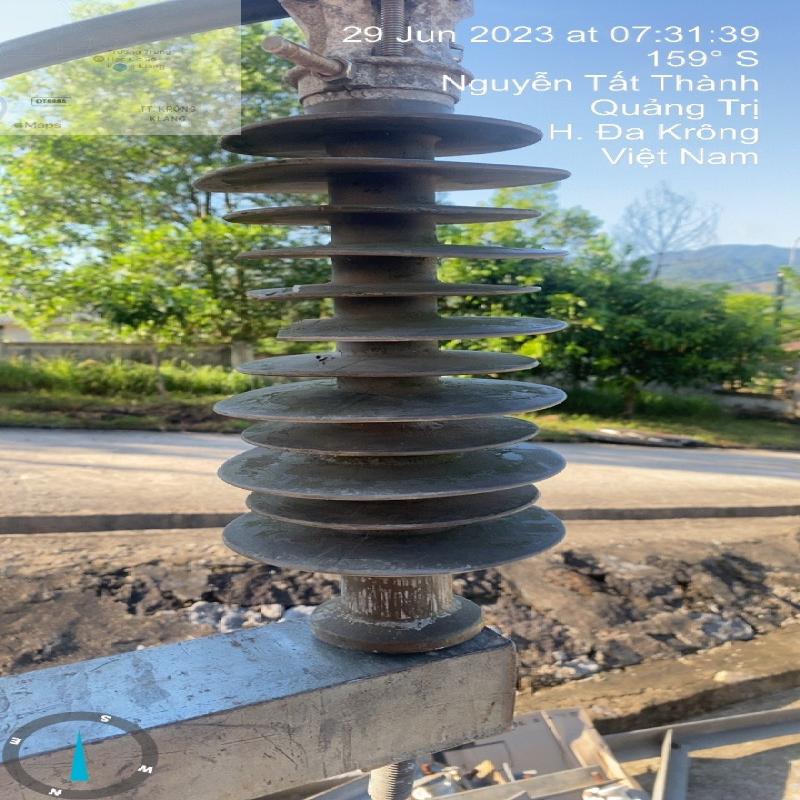 29 Jun 2023 at 07:31:39
159° S
Nguyễn Tất Thành
Quảng Trị
H. Đa Krông
Việt Nam
TT. KRÔNG
KLANG
Maps
S
E
W
N